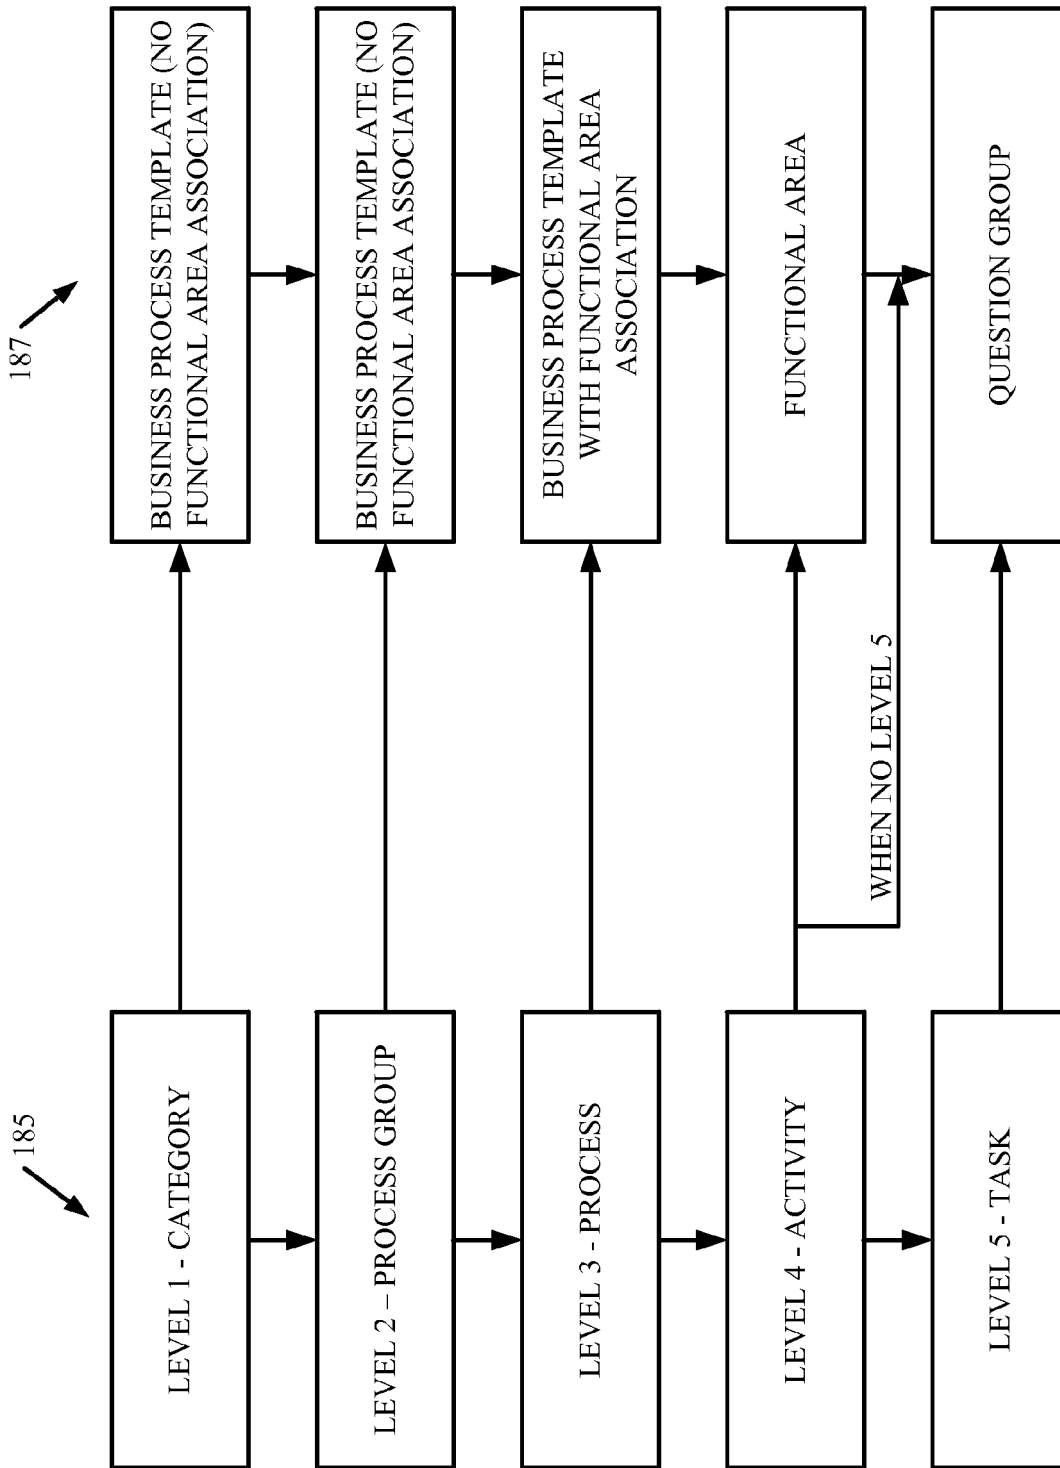 185
187
LEVEL 1 - CATEGORY
BUSINESS PROCESS TEMPLATE (NO
FUNCTIONAL AREA ASSOCIATION)
LEVEL 2 – PROCESS GROUP
BUSINESS PROCESS TEMPLATE (NO
FUNCTIONAL AREA ASSOCIATION)
LEVEL 3 - PROCESS
BUSINESS PROCESS TEMPLATE
WITH FUNCTIONAL AREA
ASSOCIATION
LEVEL 4 - ACTIVITY
FUNCTIONAL AREA
WHEN NO LEVEL 5
LEVEL 5 - TASK
QUESTION GROUP